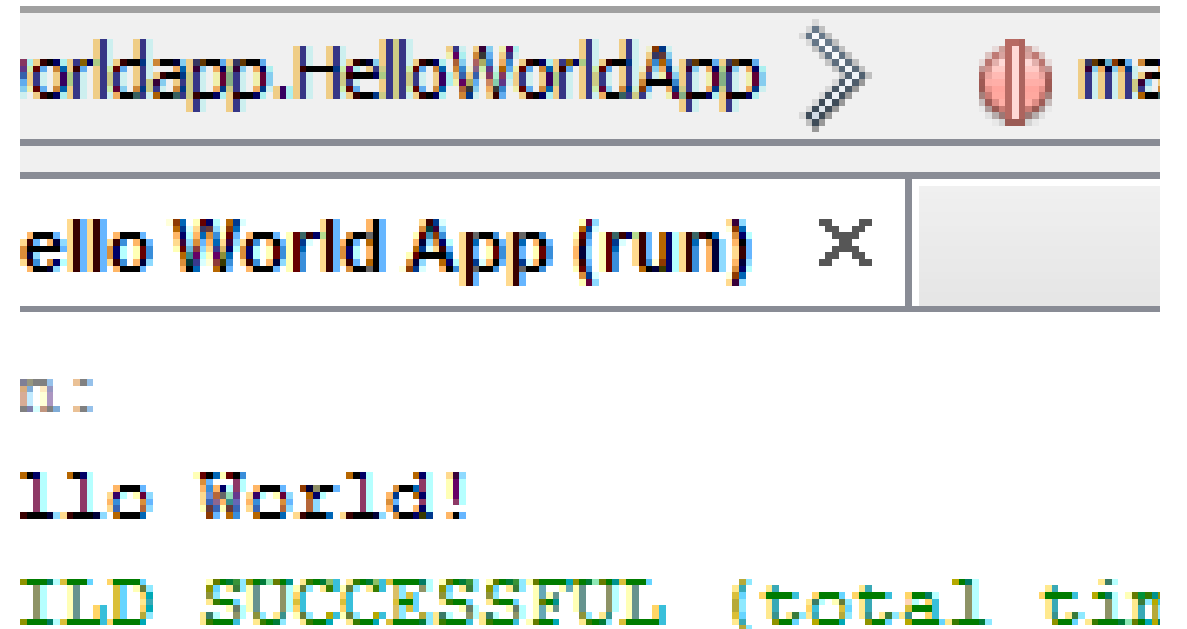 orldapp.HelloWorldApp ma
ello World App (run)
n:
llo World!
ILD SUCCESSFUL (total tim